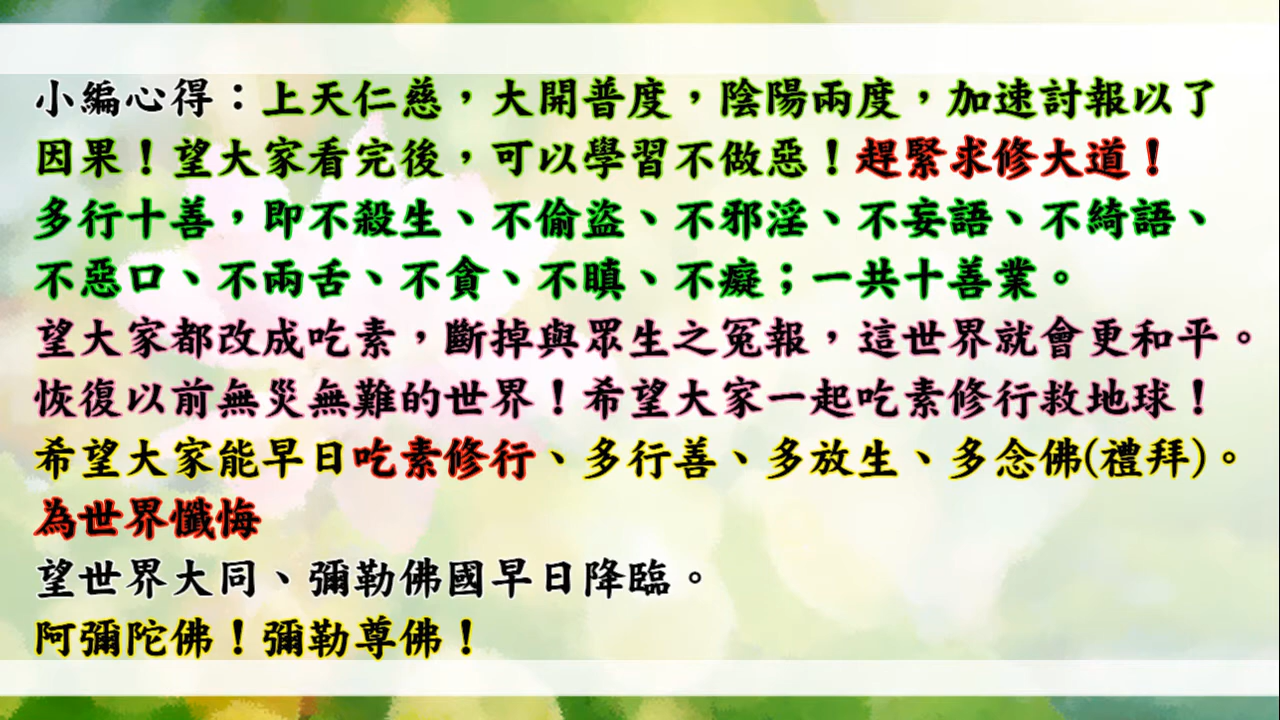 小編心得：上天仁慈，大開普度，陰陽兩度，加速討報以了
因果！望大家看完後，可以學習不做惡！趕緊求修大道！
多行十善，即不殺生、不偷盜、不邪淫、不妄語、不綺語、
不惡口、不兩舌、不貪、不瞋、不癡；一共十善業。
望大家都改成吃素，斷掉與眾生之冤報，這世界就會更和平。
恢復以前無災無難的世界！希望大家一起吃素修行救地球！
希望大家能早日吃素修行、多行善、多放生、多念佛(禮拜)。
為世界懺悔
望世界大同、彌勒佛國早日降臨。
阿彌陀佛！彌勒尊佛！